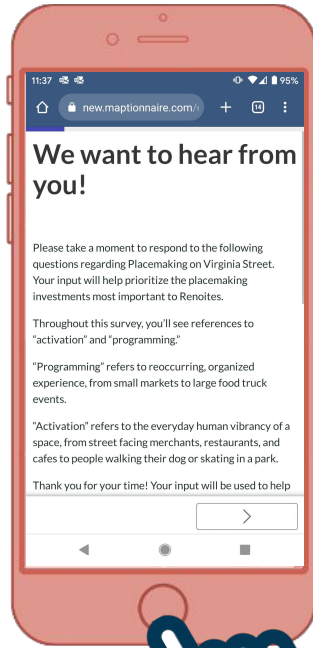 11:37 95%
new.maptionnaire.com/ 14
We want to hear from
you!
Please take a moment to respond to the following
questions regarding Placemaking on Virginia Street.
Your input will help prioritize the placemaking
investments most important to Renoites.
Throughout this survey, you'll see references to
“activation” and “programming.”
“Programming” refers to reoccurring, organized
experience, from small markets to large food truck
events.
“Activation” refers to the everyday human vibrancy of a
space, from street facing merchants, restaurants, and
cafes to people walking their dog or skating in a park.
Thank you for your time! Your input will be used to help